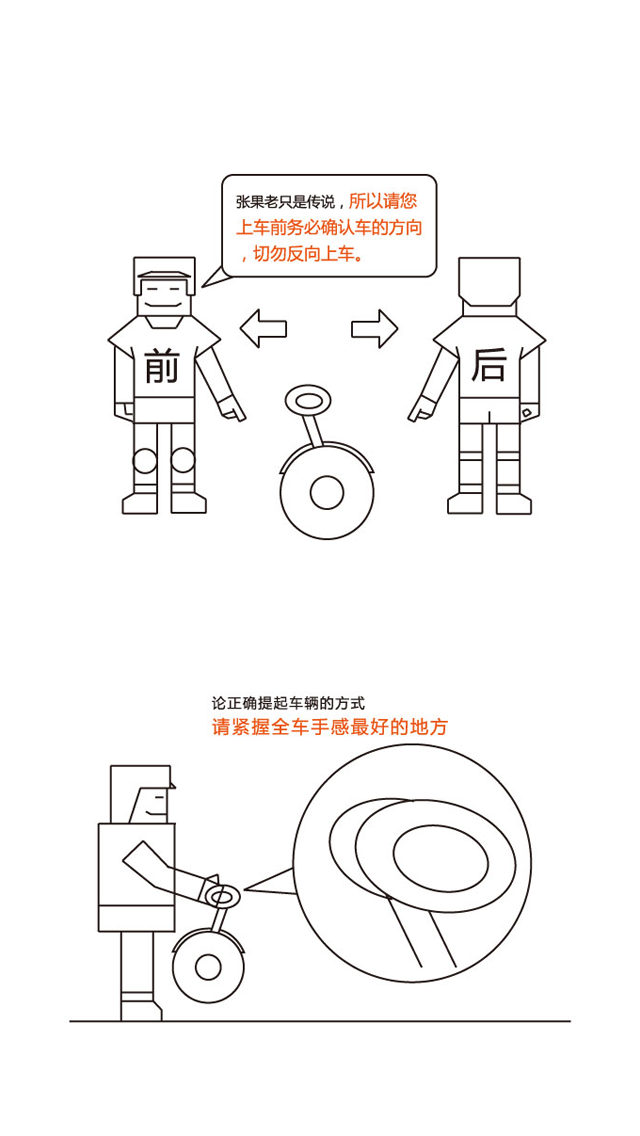 张果老只是传说，所以请您
上车前务必确认车的方向
，切勿反向上车。
前
后
论正确提起车辆的方式
请紧握全车手感最好的地方